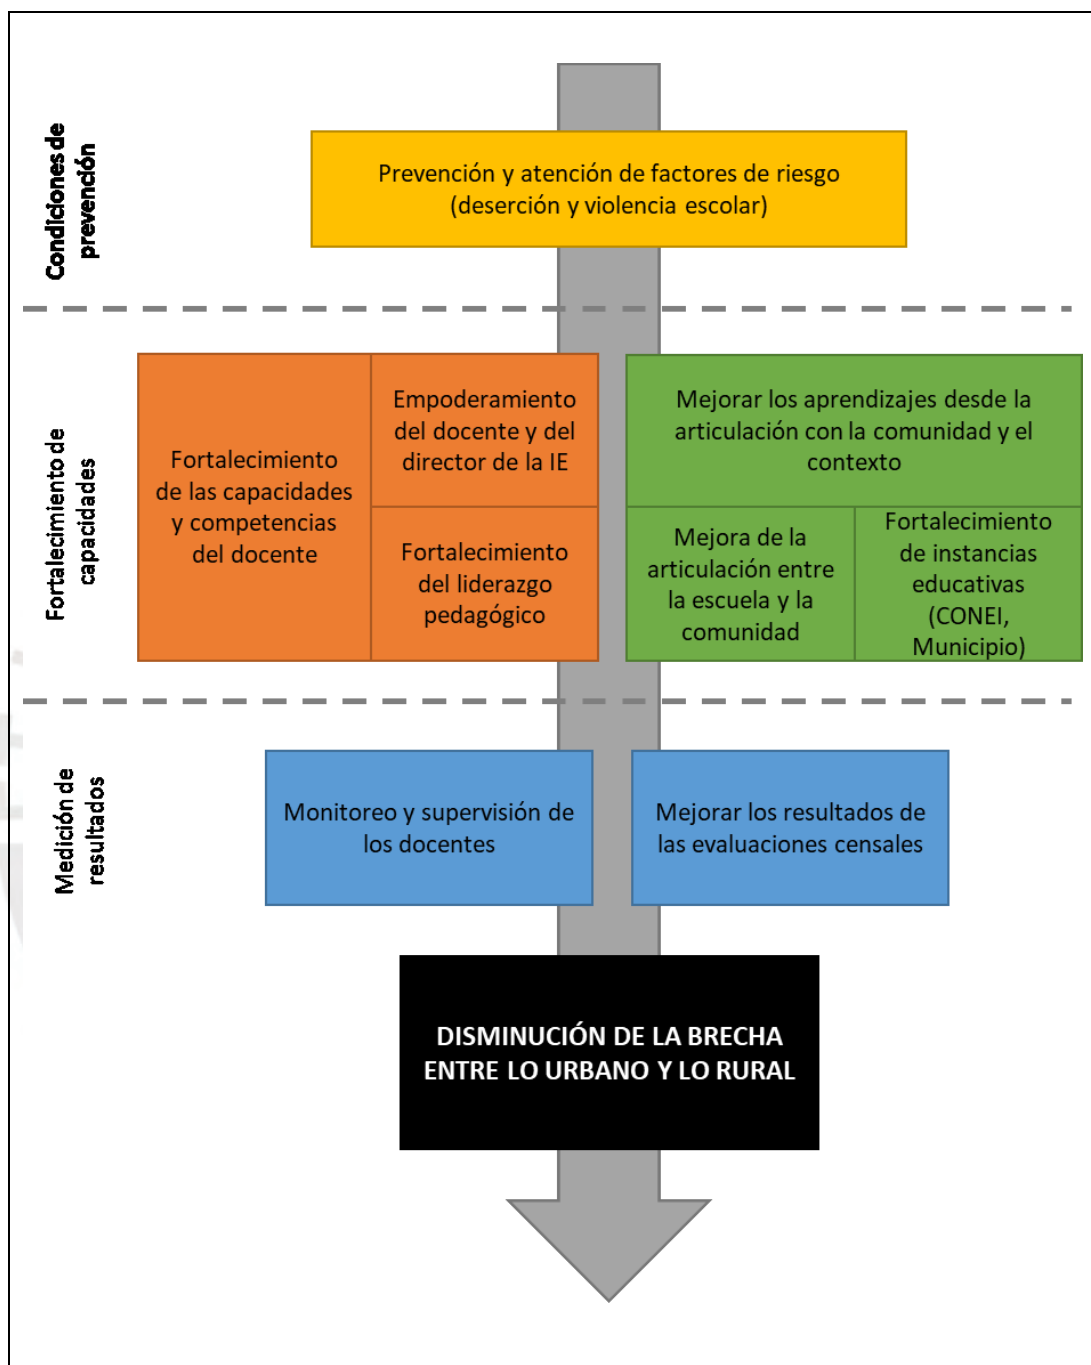 Condiciones de
prevención
Prevención y atención de factores de riesgo
(deserción y violencia escolar)
Fortalecimiento de
capacidades
Fortalecimiento
de las capacidades
y competencias
del docente
Empoderamiento
del docente y del
director de la IE
Fortalecimiento
del liderazgo
pedagógico
Mejorar los aprendizajes desde la
articulación con la comunidad y el
contexto
Mejora de la
articulación entre
la escuela y la
comunidad
Fortalecimiento
de instancias
educativas
(CONEI,
Municipio)
Medición de
resultados
Monitoreo y supervisión de
los docentes
Mejorar los resultados de
las evaluaciones censales
DISMINUCIÓN DE LA BRECHA
ENTRE LO URBANO Y LO RURAL